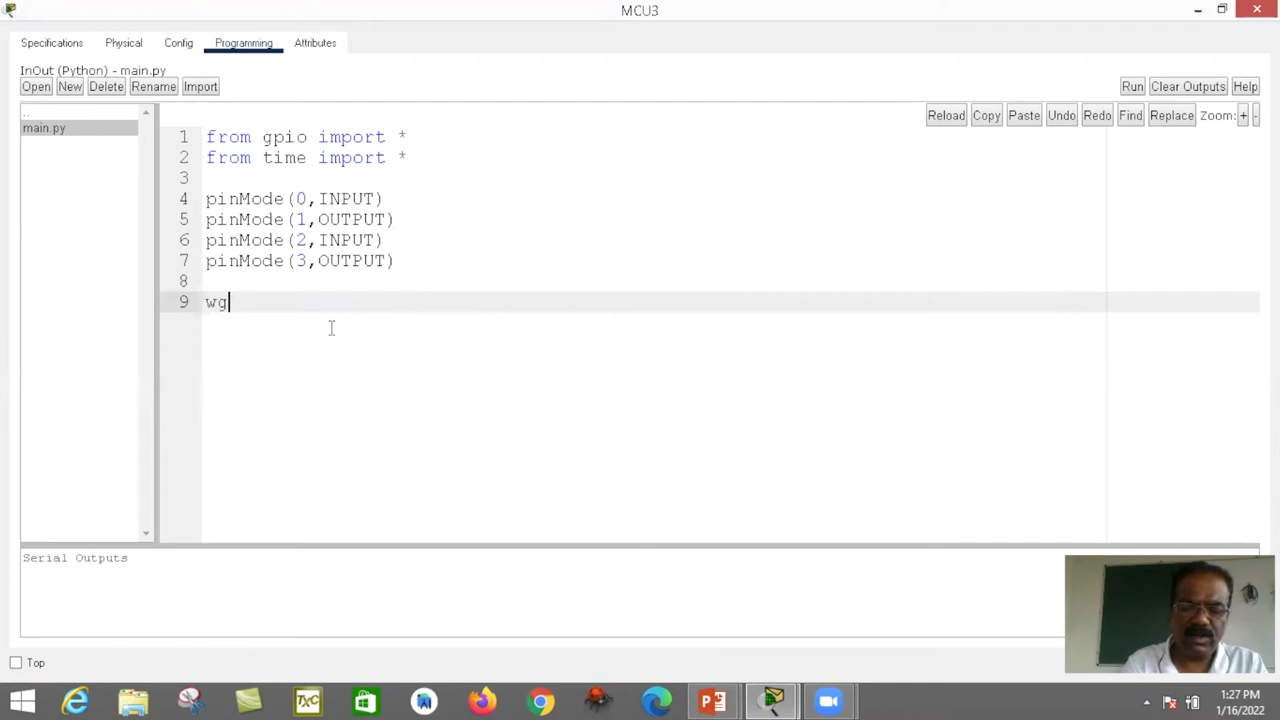 MCU3
Specifications Physical Config Programming Attributes
InOut (Python) - main.py
Open New Delete Rename Import Run Clear Outputs Help
Reload Copy Paste Undo Redo Find Replace Zoom: + -
..
main.py
1 from gpio import *
2 from time import *
3
4 pinMode(0,INPUT)
5 pinMode(1,OUTPUT)
6 pinMode(2,INPUT)
7 pinMode(3,OUTPUT)
8
9 wg
Serial Outputs
Top
TXC
1:27 PM
1/16/2022